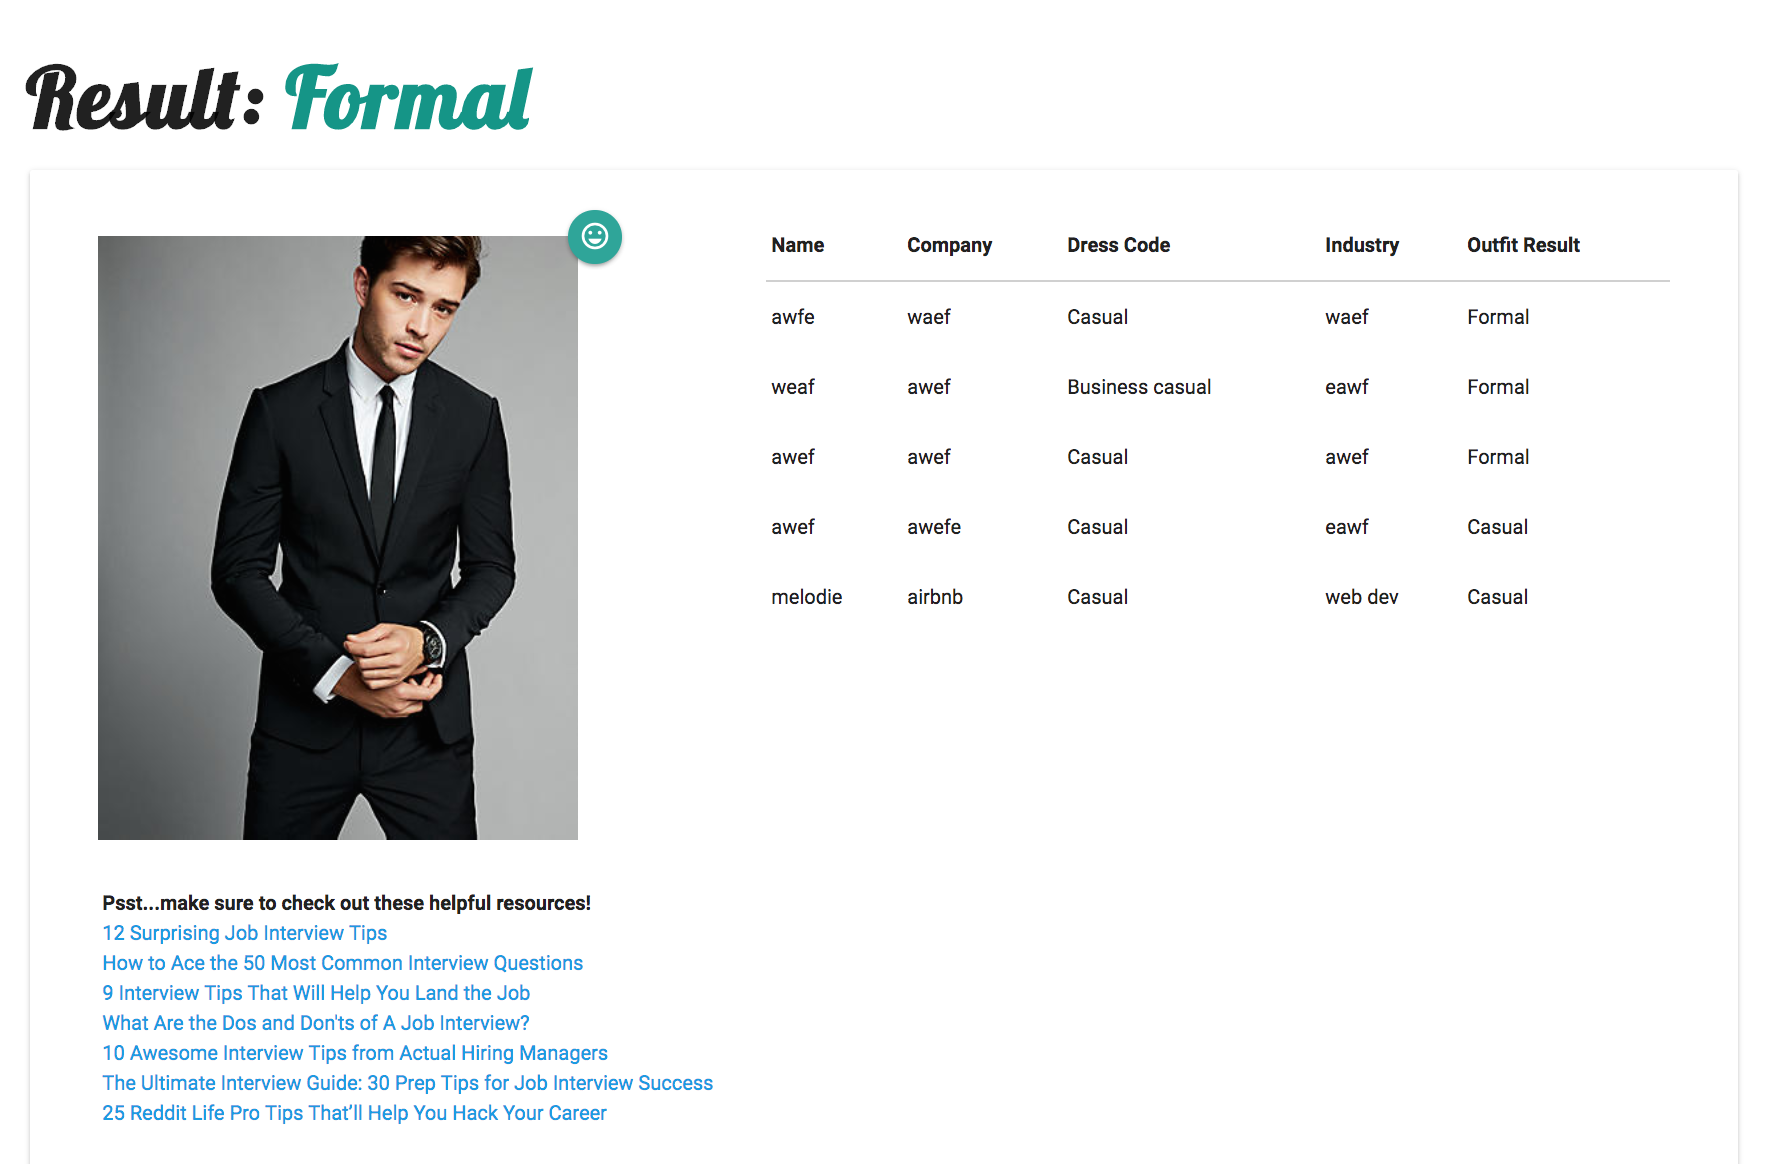 Result: Formal
Name Company Dress Code Industry Outfit Result
awfe waef Casual waef Formal
weaf awef Business casual eawf Formal
awef awef Casual awef Formal
awef awefe Casual eawf Casual
melodie airbnb Casual web dev Casual
Psst...make sure to check out these helpful resources!
12 Surprising Job Interview Tips
How to Ace the 50 Most Common Interview Questions
9 Interview Tips That Will Help You Land the Job
What Are the Dos and Don'ts of A Job Interview?
10 Awesome Interview Tips from Actual Hiring Managers
The Ultimate Interview Guide: 30 Prep Tips for Job Interview Success
25 Reddit Life Pro Tips That'll Help You Hack Your Career